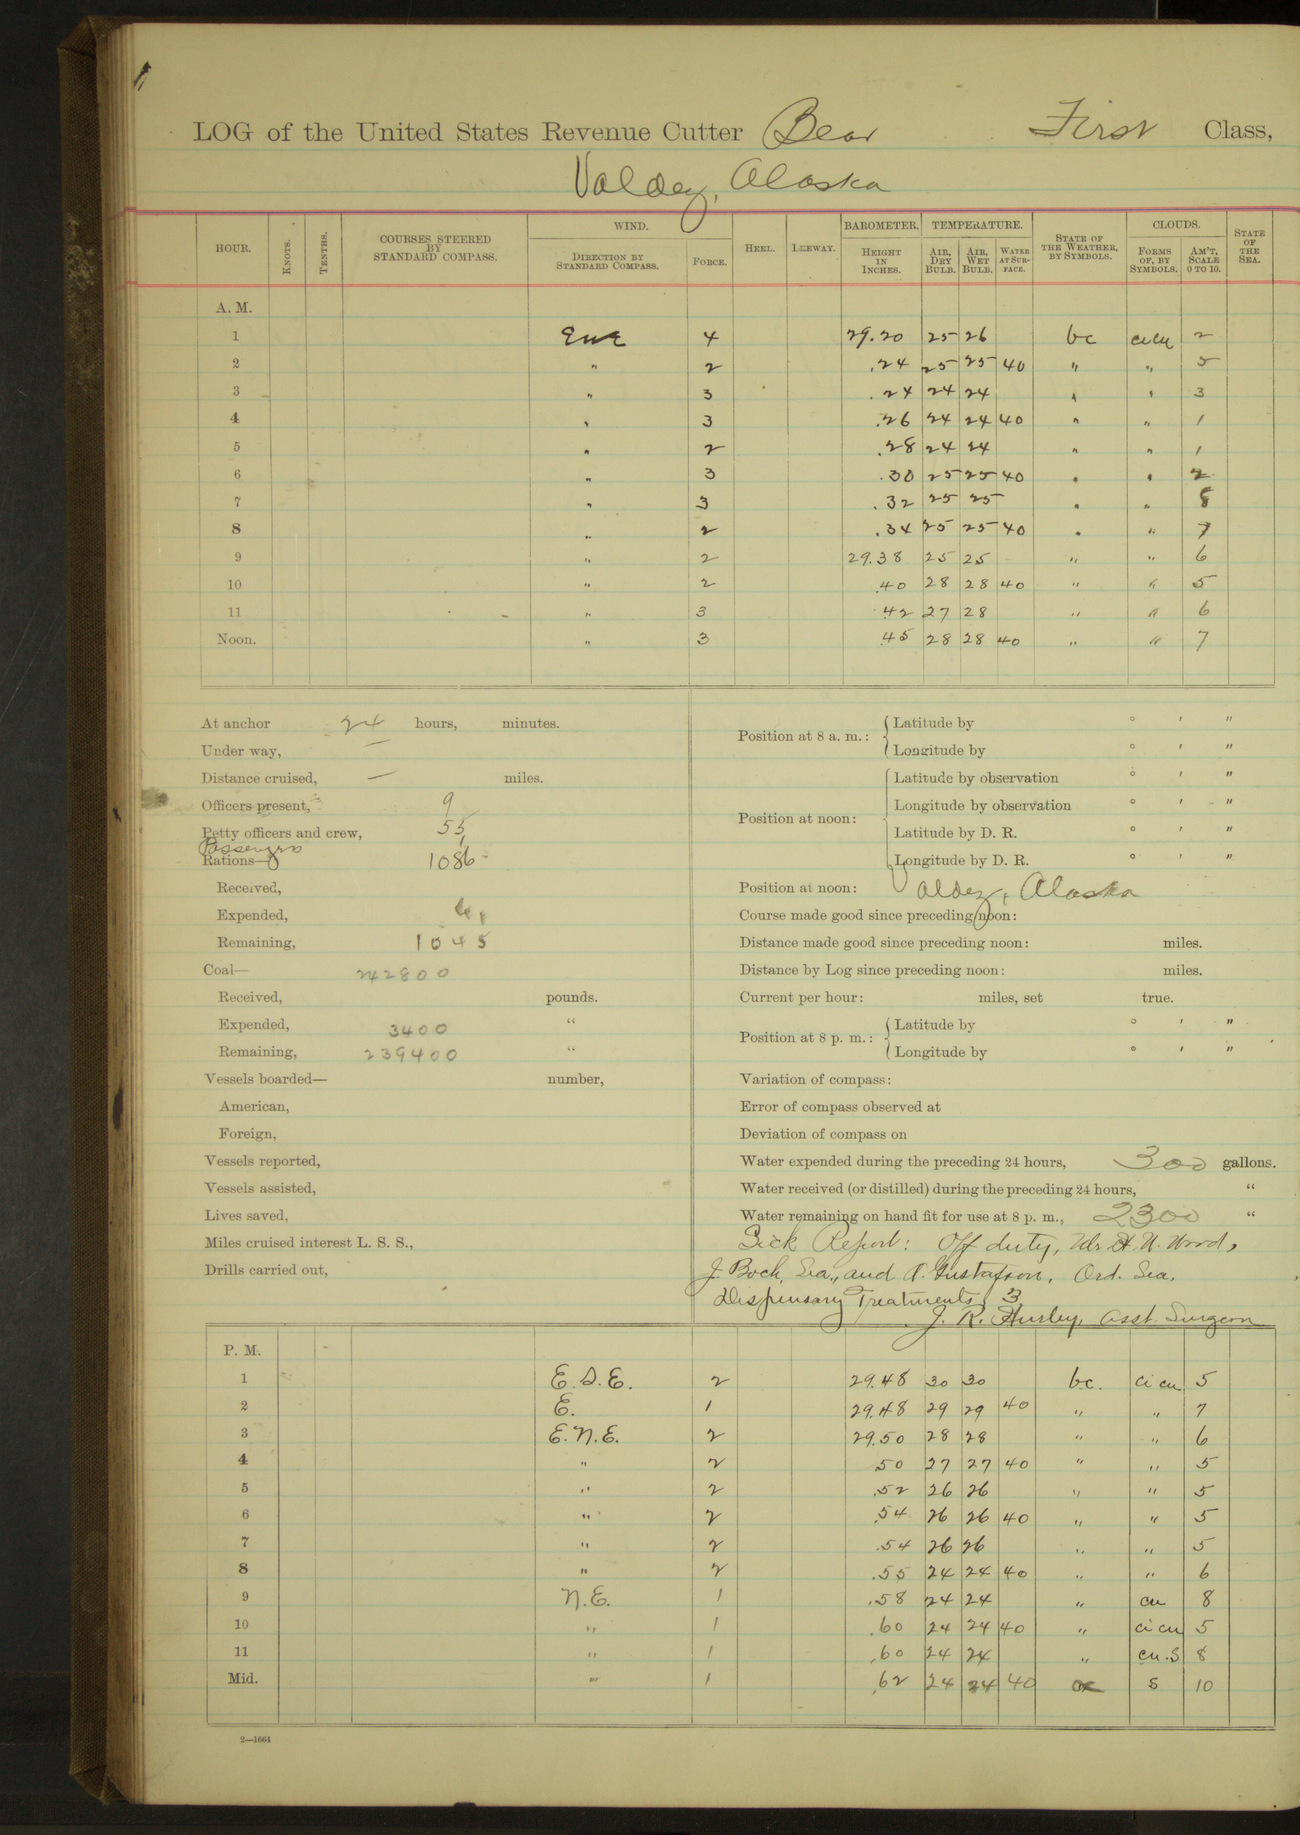 LOG of the United States Revenue Cutter Bear First Class,
Valdez, Alaska
HOUR. KNOTS. TENTHS. COURSES STEERED BY STANDARD COMPASS. WIND. DIRECTION BY STANDARD COMPASS. FORCE. HEEL. LEEWAY. BAROMETER. HEIGHT IN INCHES. TEMPERATURE. AIR, DRY BULB. AIR, WET BULB. WATER AT SURFACE. STATE OF THE WEATHER, BY SYMBOLS. CLOUDS. FORMS OF, BY SYMBOLS. AM'T, SCALE 0 TO 10. STATE OF THE SEA.
A. M.
1 ENE 4 29.20 25 26 bc cicu 2
2 " 2 .24 25 25 40 " " 5
3 " 3 .24 24 24 " " 3
4 " 3 .26 24 24 40 " " 1
5 " 2 .28 24 24 " " 1
6 " 3 .30 25 25 40 " " 2
7 " 3 .32 25 25 " " 8
8 " 2 .34 25 25 40 " " 7
9 " 2 29.38 25 25 " " 6
10 " 2 .40 28 28 40 " " 5
11 " 3 .42 27 28 " " 6
Noon. " 3 .45 28 28 40 " " 7
At anchor 24 hours, minutes.
Under way, —
Distance cruised, — miles.
Officers present, 9
Petty officers and crew, 55
Passengers
Rations— 1086
Received,
Expended, 41
Remaining, 1045
Coal— 242800
Received, pounds.
Expended, 3400 "
Remaining, 239400 "
Vessels boarded— number,
American,
Foreign,
Vessels reported,
Vessels assisted,
Lives saved,
Miles cruised interest L. S. S.,
Drills carried out,
Position at 8 a. m.: Latitude by ° ' "
Longitude by ° ' "
Position at noon: Latitude by observation ° ' "
Longitude by observation ° ' "
Latitude by D. R. ° ' "
Longitude by D. R. ° ' "
Position at noon: Valdez, Alaska
Course made good since preceding noon:
Distance made good since preceding noon: miles.
Distance by Log since preceding noon: miles.
Current per hour: miles, set true.
Position at 8 p. m.: Latitude by ° ' "
Longitude by ° ' "
Variation of compass:
Error of compass observed at
Deviation of compass on
Water expended during the preceding 24 hours, 300 gallons.
Water received (or distilled) during the preceding 24 hours, "
Water remaining on hand fit for use at 8 p. m., 2300 "
Sick Report: Off duty, Wood,
J. Bock, Sea., and A. Gustafson, Ord. Sea.
Dispensary Treatments 3
J. R. Hurley, Asst. Surgeon
P. M.
1 E.S.E. 2 29.48 30 30 bc. ci cu 5
2 E. 1 29.48 29 29 40 " " 7
3 E.N.E. 2 29.50 28 28 " " 6
4 " 2 50 27 27 40 " " 5
5 " 2 .52 26 26 " " 5
6 " 2 .54 26 26 40 " " 5
7 " 2 .54 26 26 " " 5
8 " 2 .55 24 24 40 " " 6
9 N.E. 1 .58 24 24 " cu 8
10 " 1 .60 24 24 40 " ci cu 5
11 " 1 .60 24 24 " cu.s 8
Mid. " 1 .62 24 24 40 oc s 10
2—1664